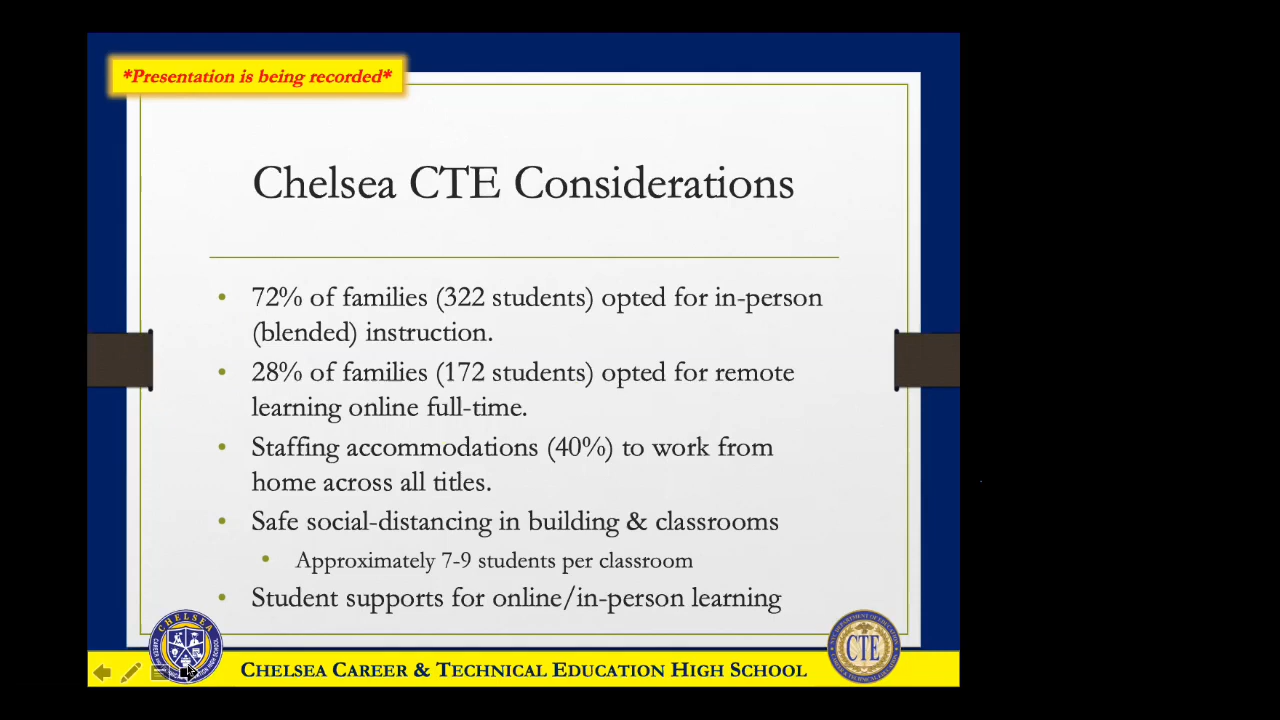 *Presentation is being recorded*
Chelsea CTE Considerations
• 72% of families (322 students) opted for in-person
(blended) instruction.
• 28% of families (172 students) opted for remote
learning online full-time.
• Staffing accommodations (40%) to work from
home across all titles.
• Safe social-distancing in building & classrooms
• Approximately 7-9 students per classroom
• Student supports for online/in-person learning
CHELSEA
CTE
CHELSEA CAREER & TECHNICAL EDUCATION HIGH SCHOOL